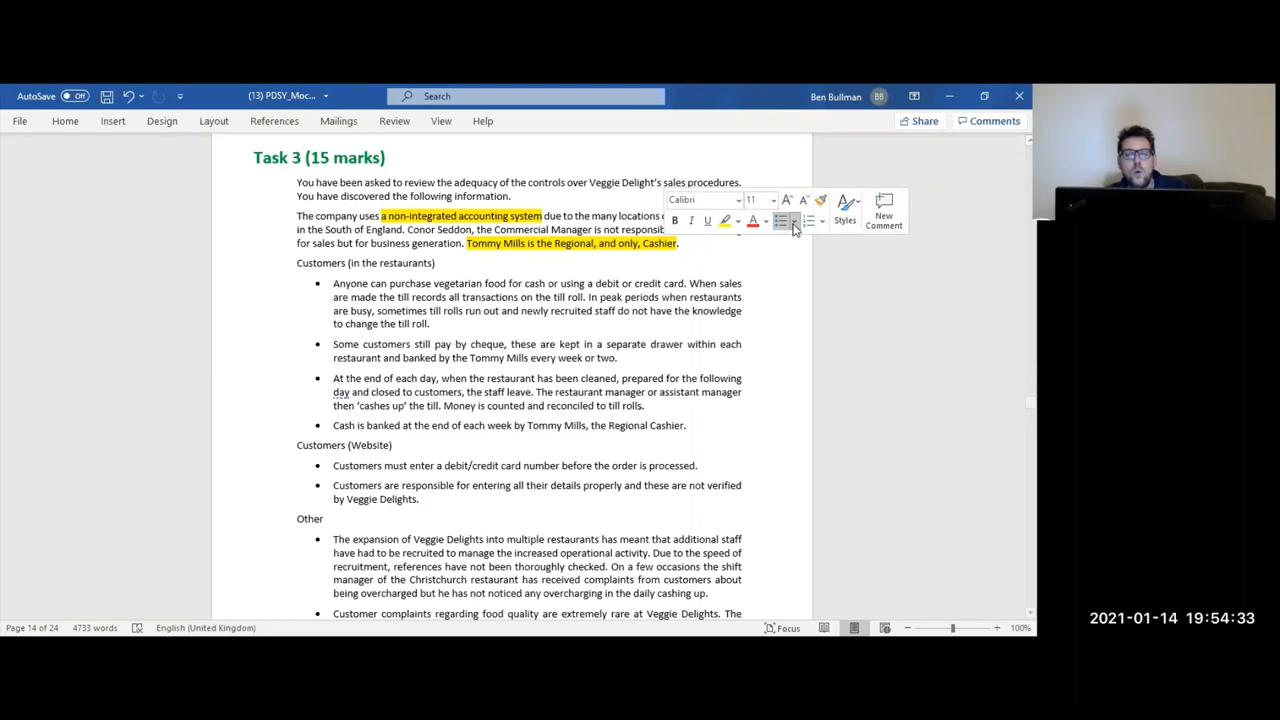 AutoSave Off (13) PDSY_Moc... Search Ben Bullman BB
File Home Insert Design Layout References Mailings Review View Help Share Comments
Task 3 (15 marks)
You have been asked to review the adequacy of the controls over Veggie Delight's sales procedures.
You have discovered the following information.
Calibri 11 A A Styles New Comment
B I U A
The company uses a non-integrated accounting system due to the many locations
in the South of England. Conor Seddon, the Commercial Manager is not
for sales but for business generation. Tommy Mills is the Regional, and only, Cashier.
Customers (in the restaurants)
• Anyone can purchase vegetarian food for cash or using a debit or credit card. When sales
are made the till records all transactions on the till roll. In peak periods when restaurants
are busy, sometimes till rolls run out and newly recruited staff do not have the knowledge
to change the till roll.
• Some customers still pay by cheque, these are kept in a separate drawer within each
restaurant and banked by the Tommy Mills every week or two.
• At the end of each day, when the restaurant has been cleaned, prepared for the following
day and closed to customers, the staff leave. The restaurant manager or assistant manager
then 'cashes up' the till. Money is counted and reconciled to till rolls.
• Cash is banked at the end of each week by Tommy Mills, the Regional Cashier.
Customers (Website)
• Customers must enter a debit/credit card number before the order is processed.
• Customers are responsible for entering all their details properly and these are not verified
by Veggie Delights.
Other
• The expansion of Veggie Delights into multiple restaurants has meant that additional staff
have had to be recruited to manage the increased operational activity. Due to the speed of
recruitment, references have not been thoroughly checked. On a few occasions the shift
manager of the Christchurch restaurant has received complaints from customers about
being overcharged but he has not noticed any overcharging in the daily cashing up.
• Customer complaints regarding food quality are extremely rare at Veggie Delights. The
Page 14 of 24 4733 words English (United Kingdom) Focus 100%
2021-01-14 19:54:33